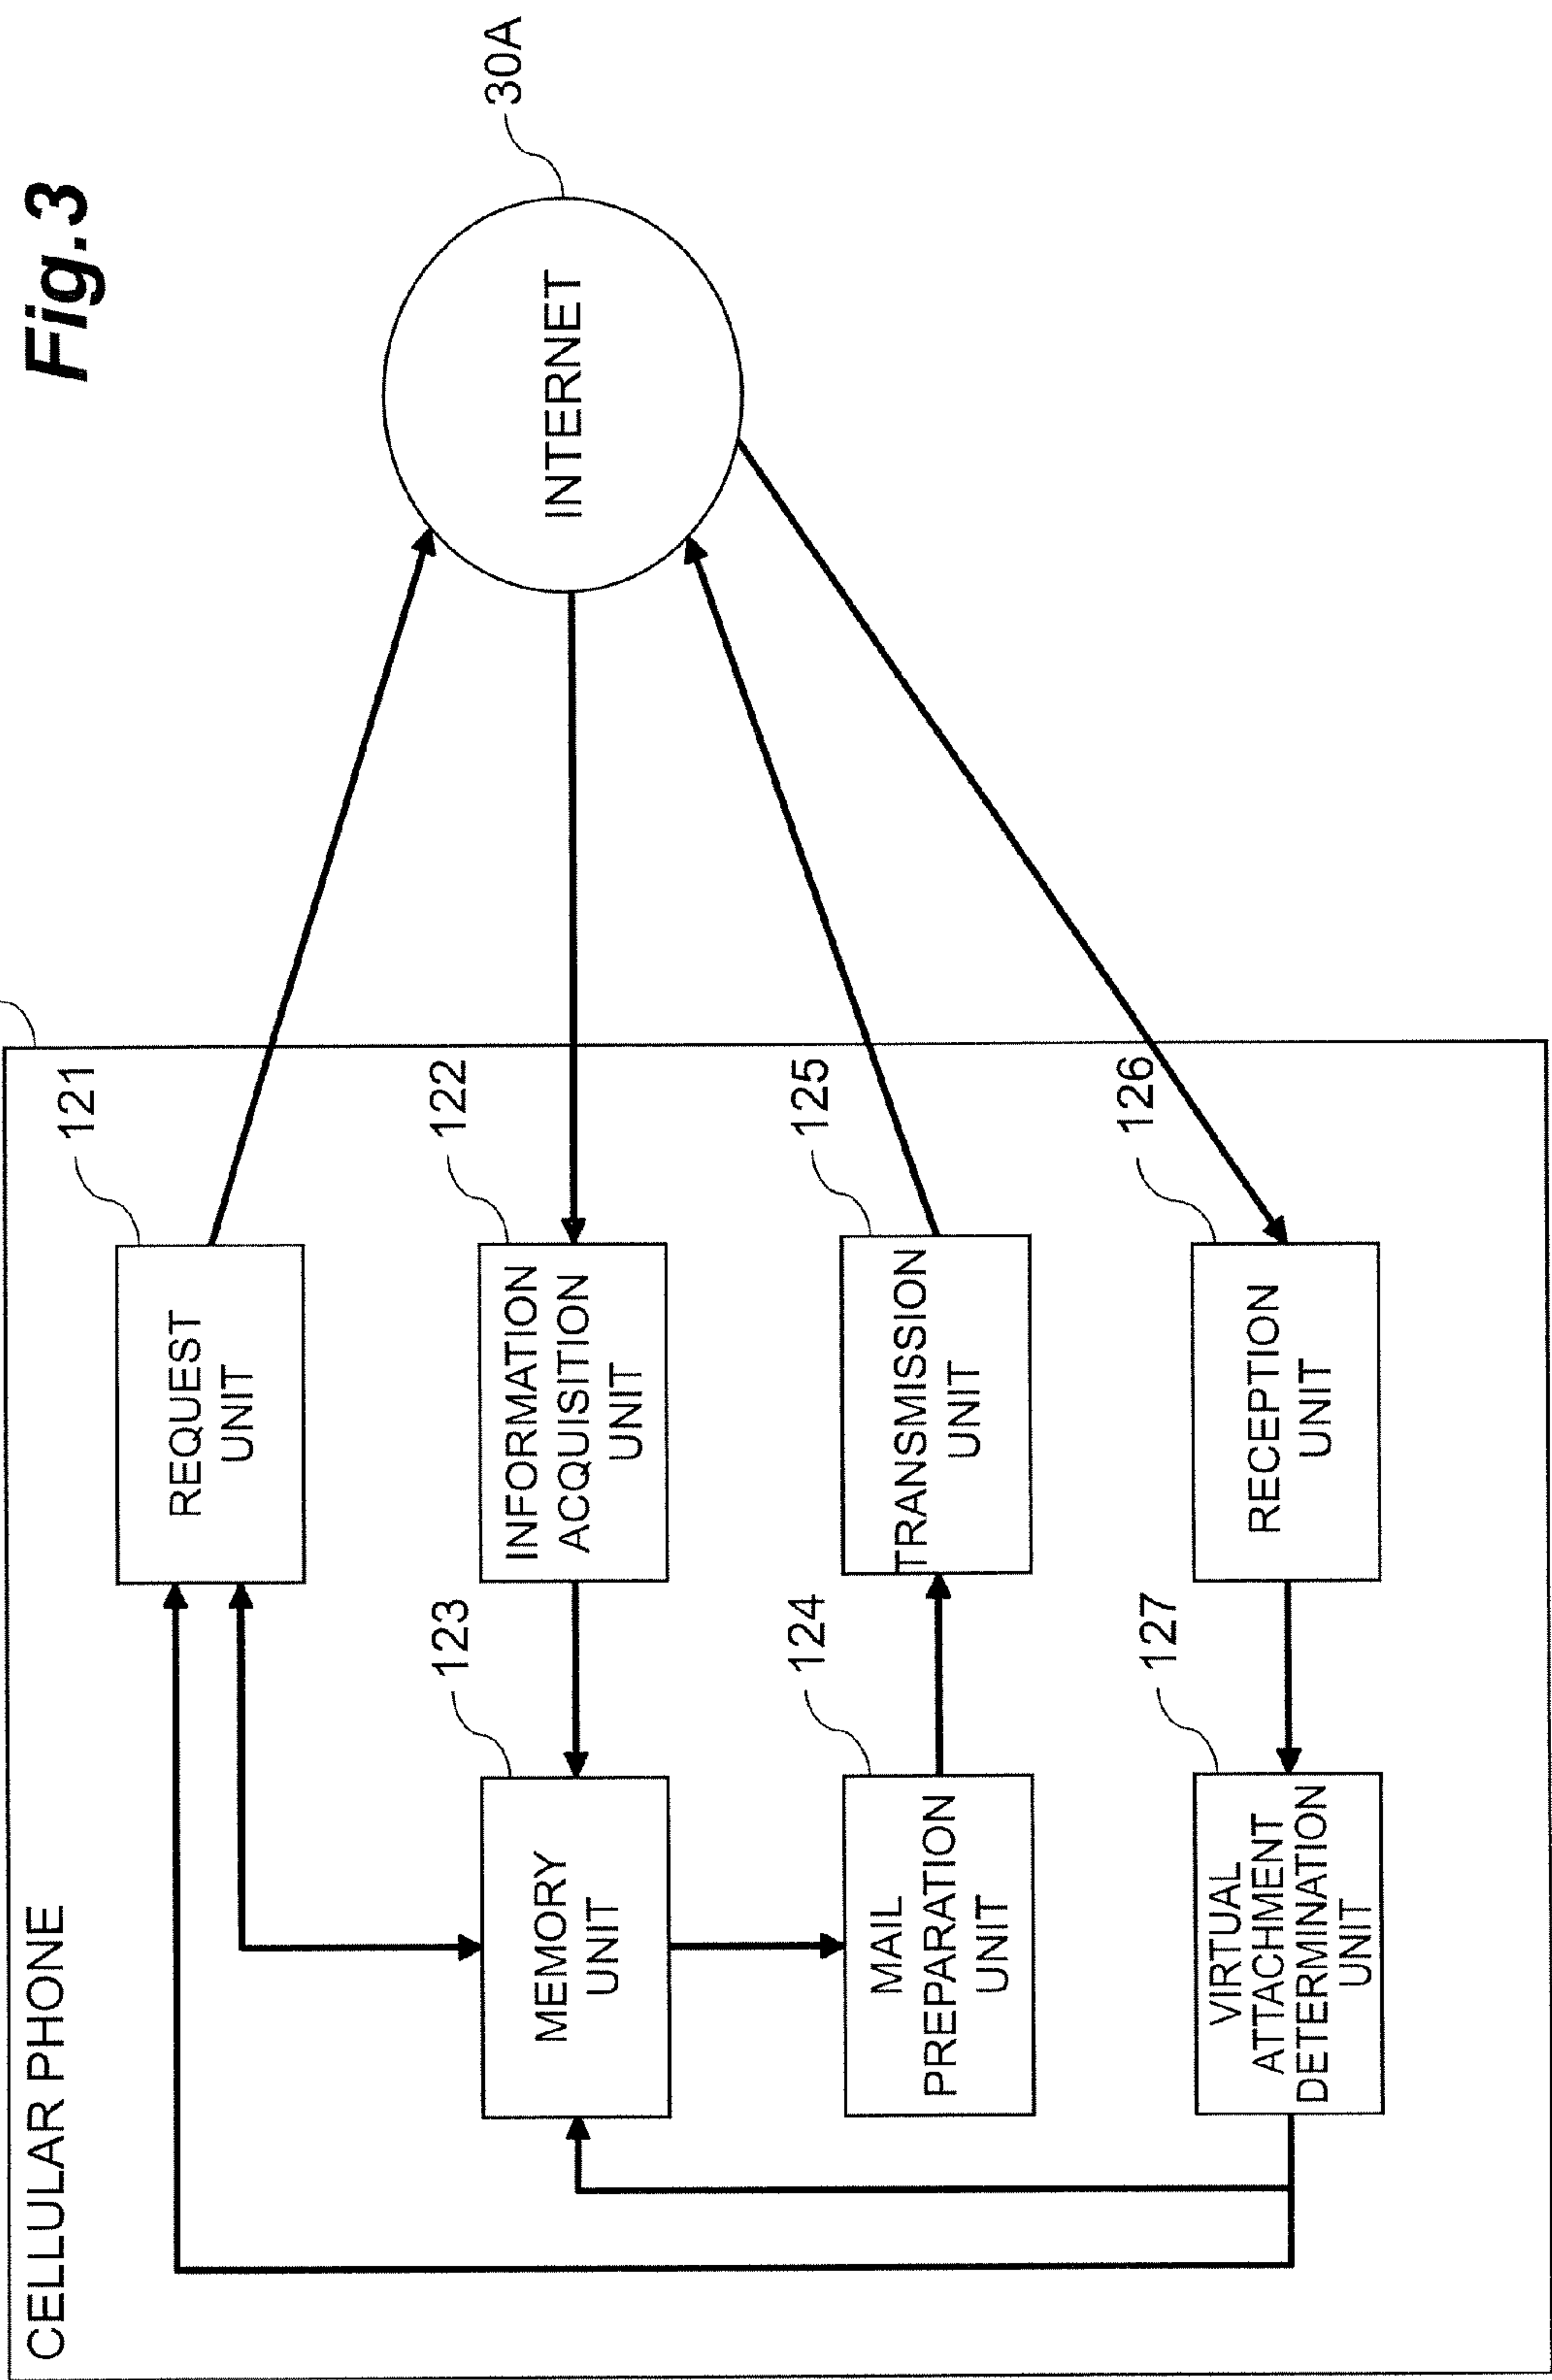 Fig.3
CELLULAR PHONE
121
REQUEST
UNIT
30A
INTERNET
123
MEMORY
UNIT
122
INFORMATION
ACQUISITION
UNIT
124
MAIL
PREPARATION
UNIT
125
TRANSMISSION
UNIT
127
VIRTUAL
ATTACHMENT
DETERMINATION
UNIT
126
RECEPTION
UNIT